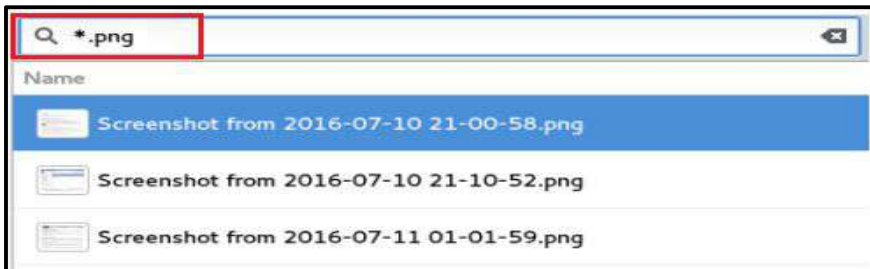 *.png
Name
Screenshot from 2016-07-10 21-00-58.png
Screenshot from 2016-07-10 21-10-52.png
Screenshot from 2016-07-11 01-01-59.png